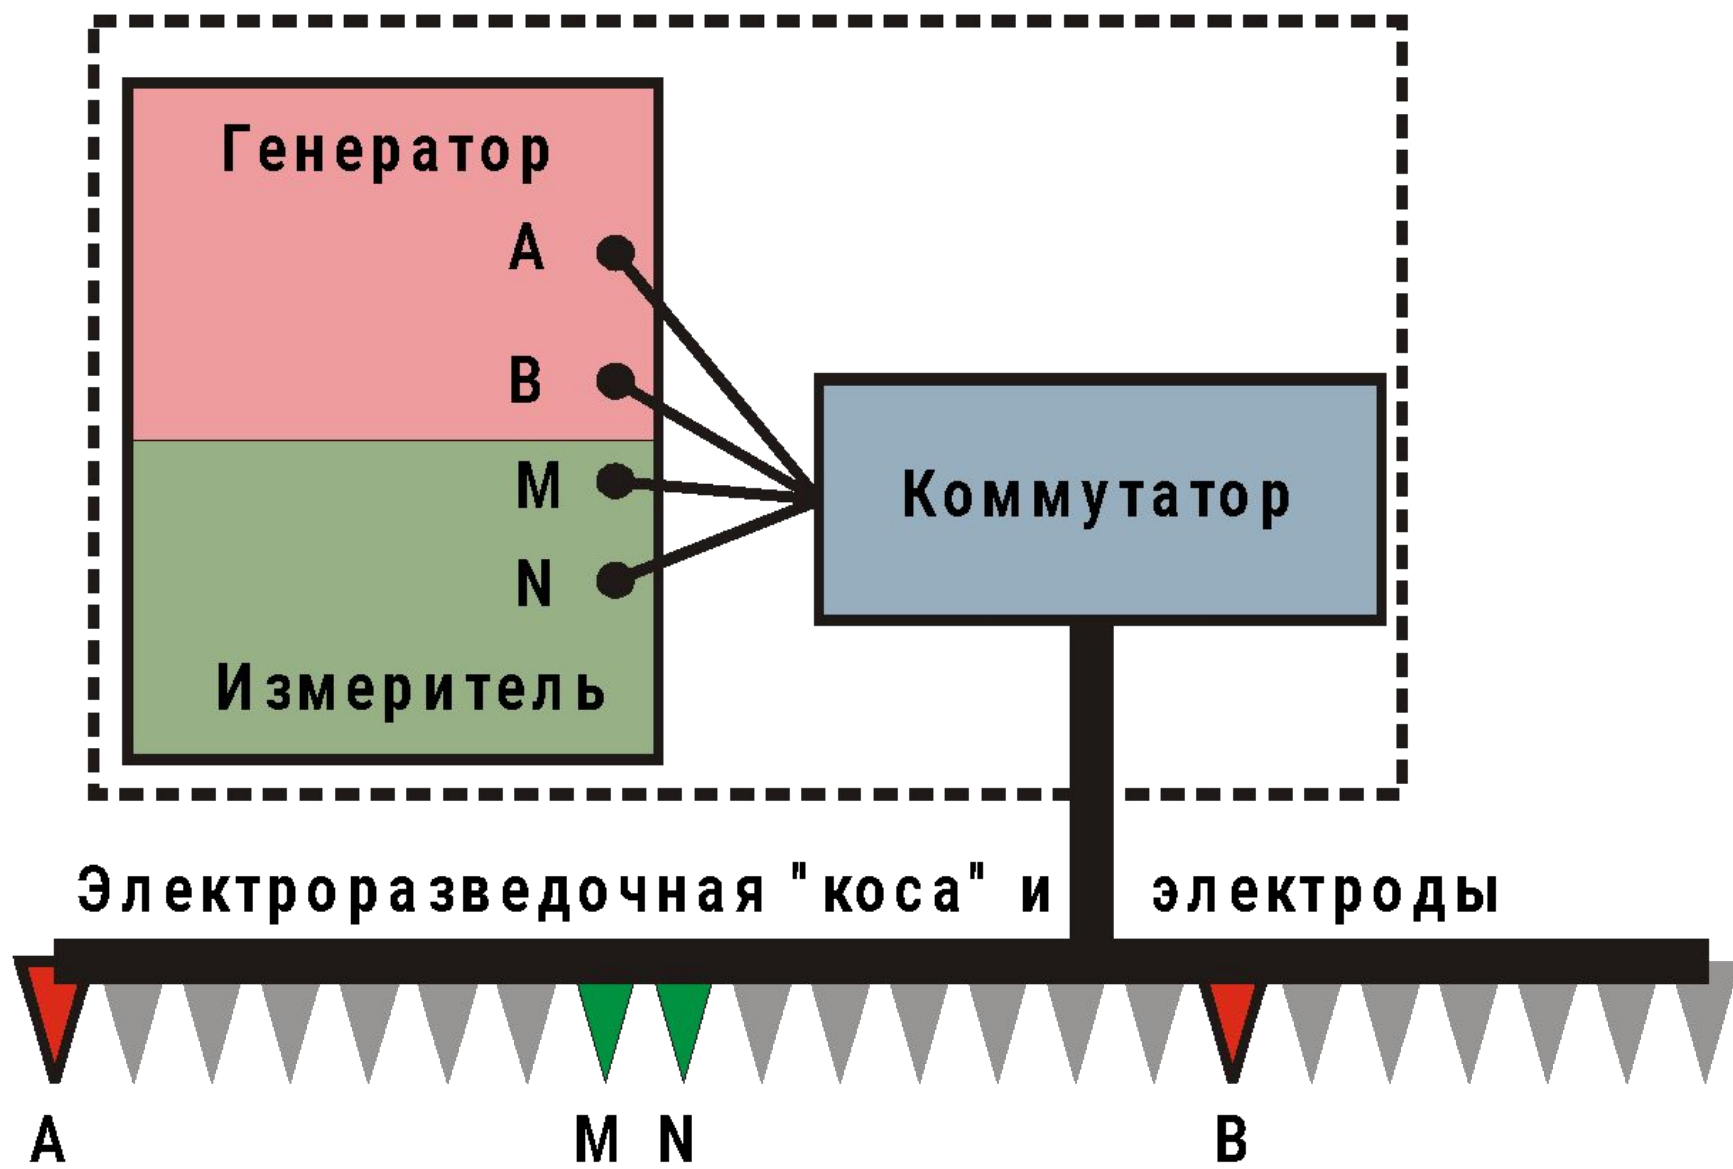 Генератор
A
B
M
Коммутатор
N
Измеритель
Электроразведочная "коса" и электроды
A M N B